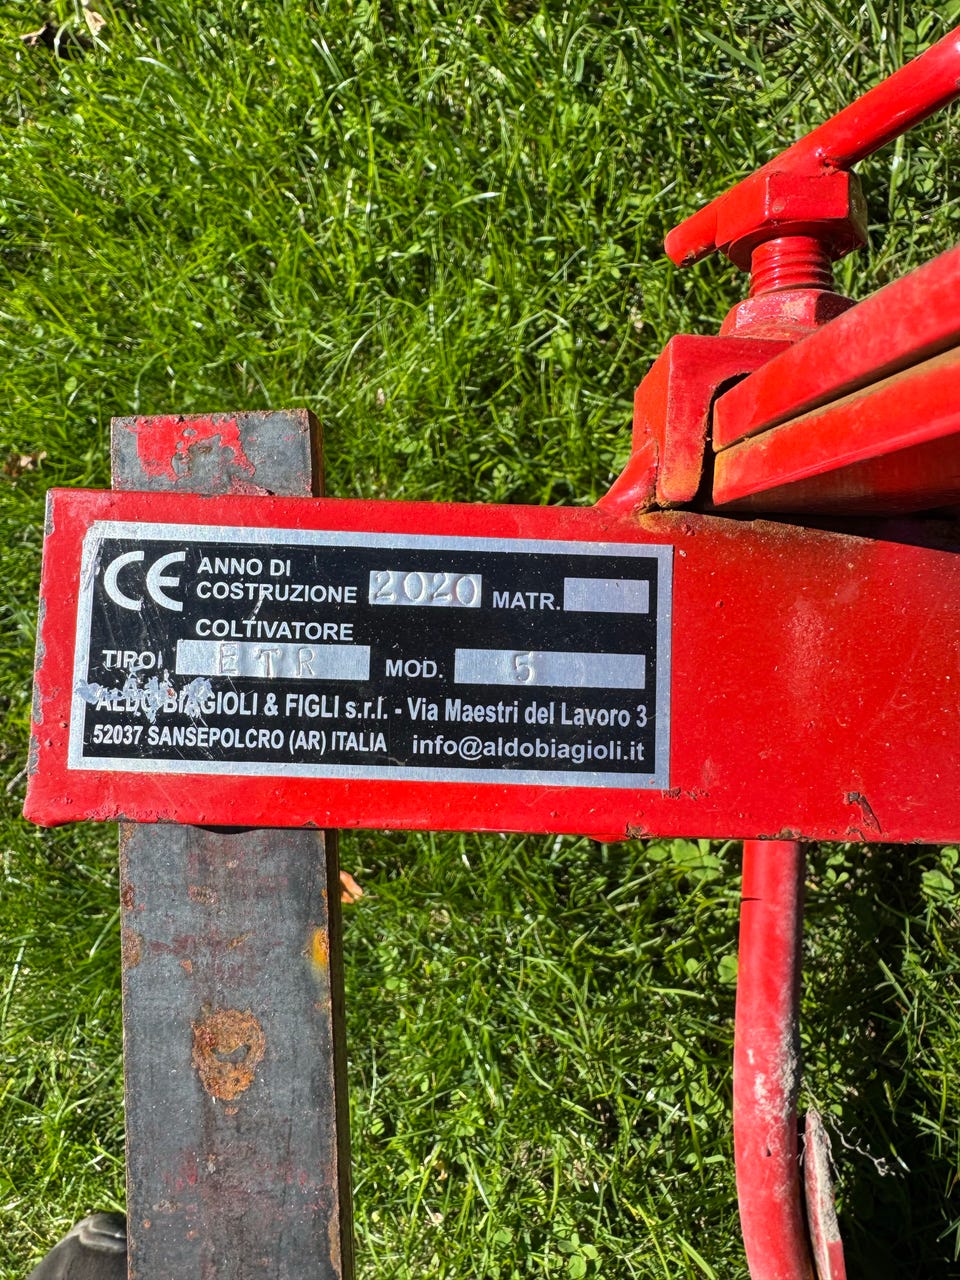 CE ANNO DI
COSTRUZIONE 2020 MATR.
COLTIVATORE
TIPO ETR MOD. 5
ALDO BIAGIOLI & FIGLI s.r.l. - Via Maestri del Lavoro 3
52037 SANSEPOLCRO (AR) ITALIA info@aldobiagioli.it